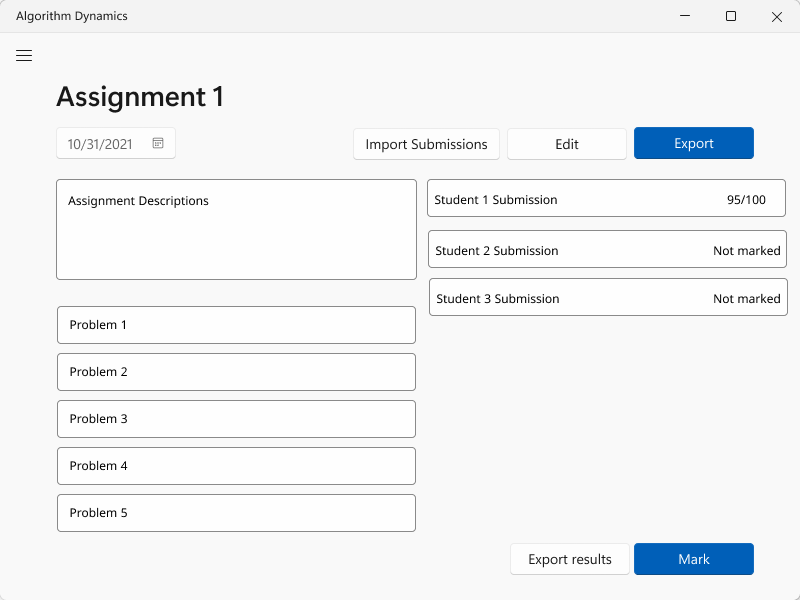 Algorithm Dynamics
Assignment 1
10/31/2021
Import Submissions
Edit
Export
Assignment Descriptions
Student 1 Submission 95/100
Student 2 Submission Not marked
Student 3 Submission Not marked
Problem 1
Problem 2
Problem 3
Problem 4
Problem 5
Export results
Mark